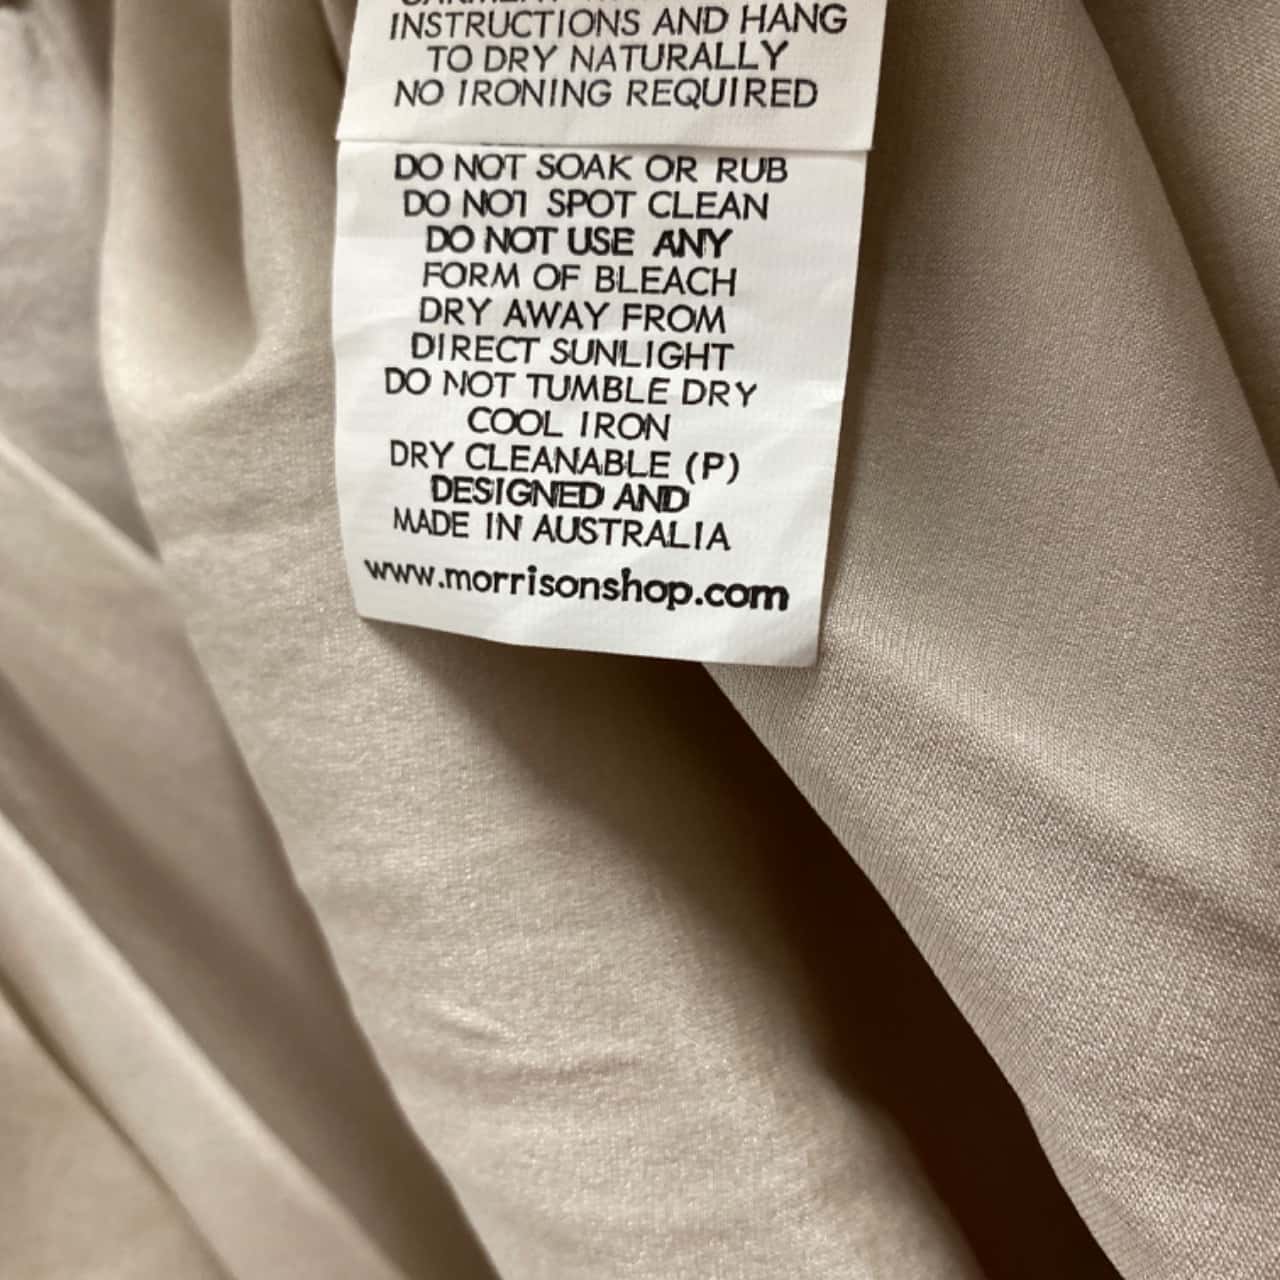 INSTRUCTIONS AND HANG
TO DRY NATURALLY
NO IRONING REQUIRED
DO NOT SOAK OR RUB
DO NOT SPOT CLEAN
DO NOT USE ANY
FORM OF BLEACH
DRY AWAY FROM
DIRECT SUNLIGHT
DO NOT TUMBLE DRY
COOL IRON
DRY CLEANABLE (P)
DESIGNED AND
MADE IN AUSTRALIA
www.morrisonshop.com